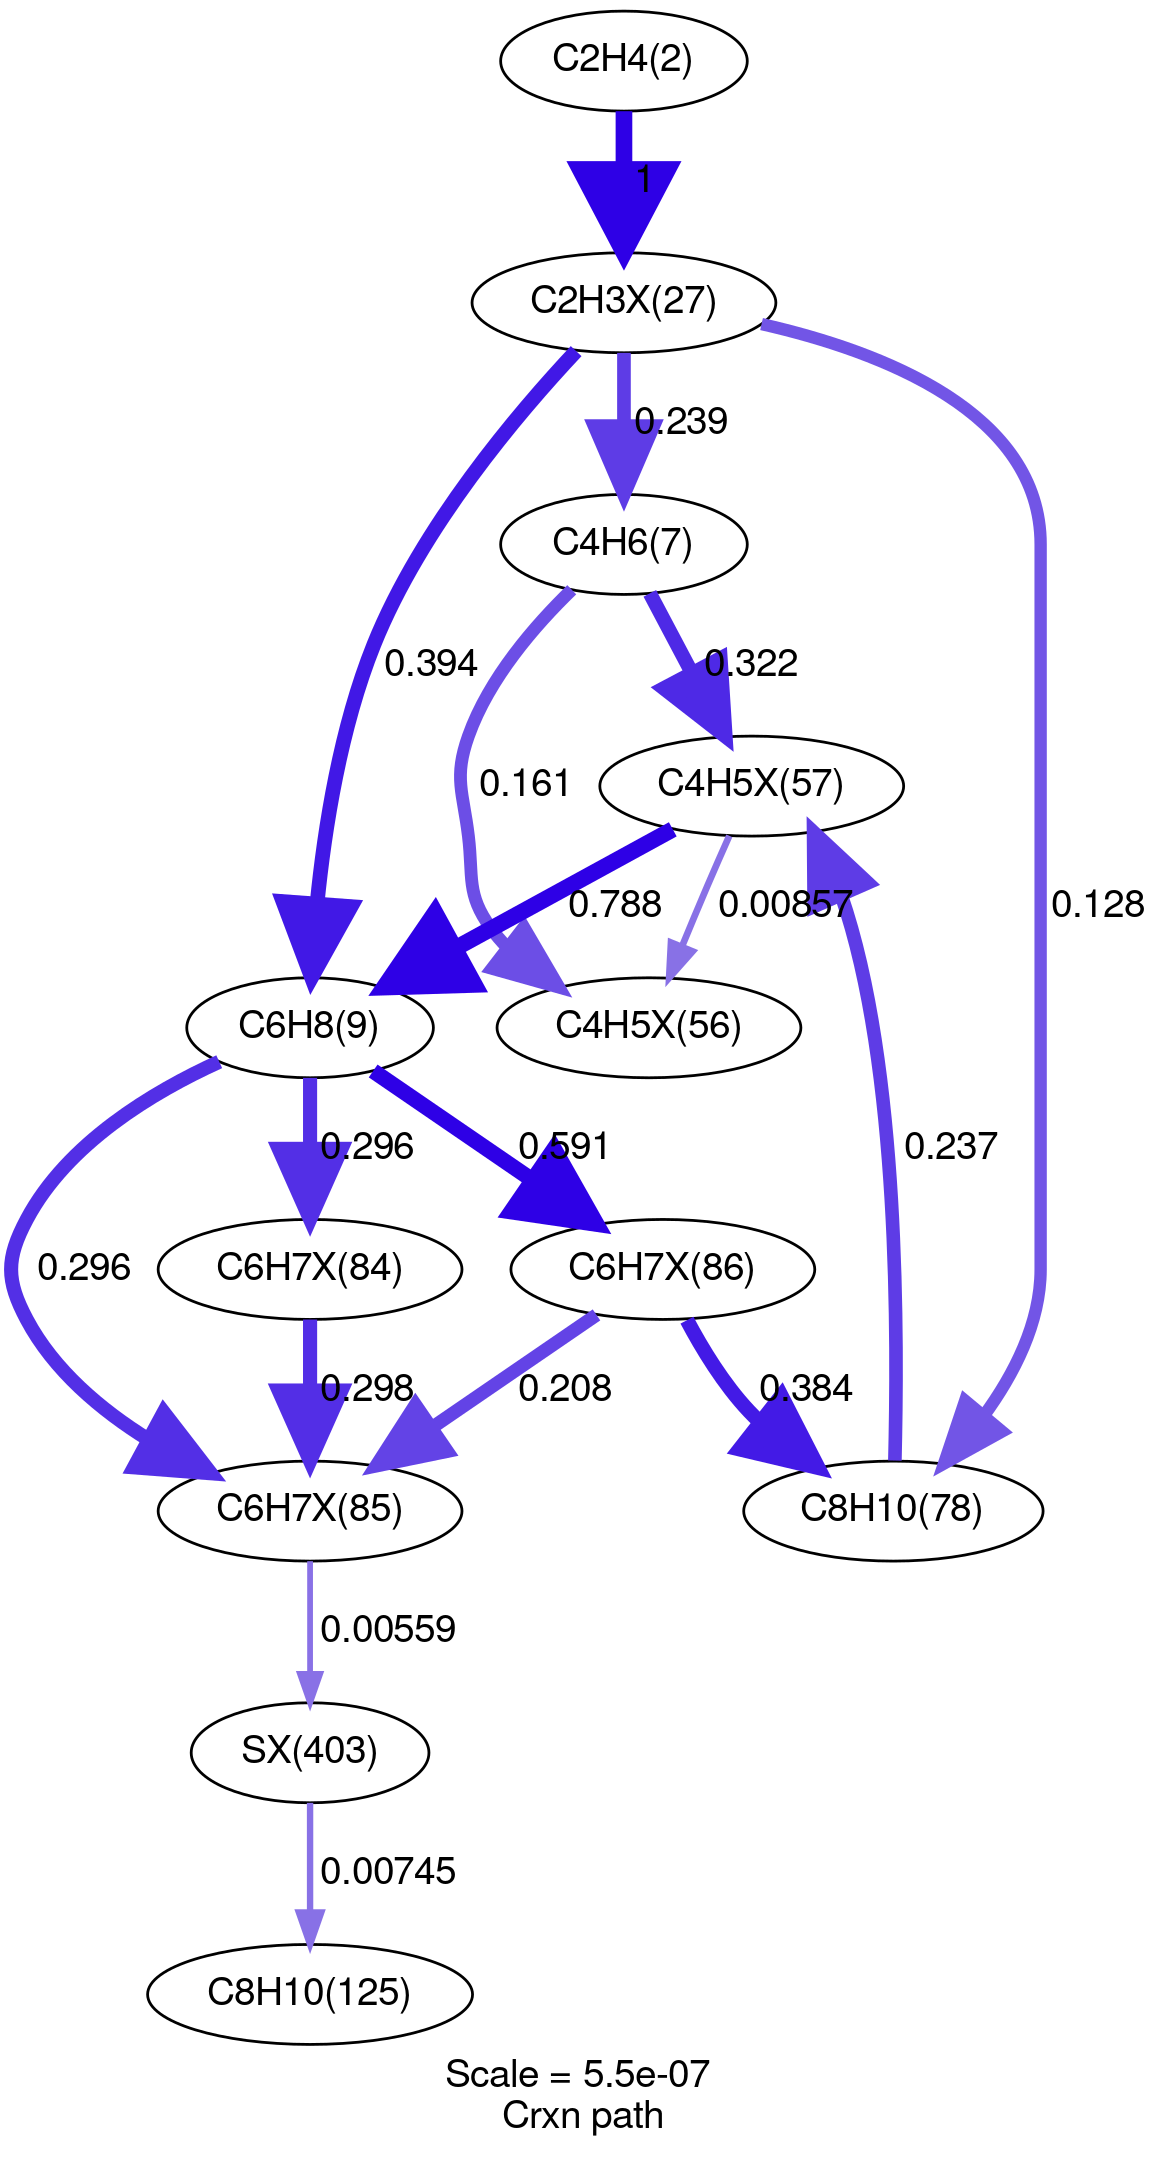 C2H4(2)
1
C2H3X(27)
0.239
C4H6(7)
0.394
0.322
0.161
C4H5X(57)
0.788
0.00857
0.128
C6H8(9)
C4H5X(56)
0.296
0.591
0.237
0.296
C6H7X(84)
C6H7X(86)
0.298
0.208
0.384
C6H7X(85)
C8H10(78)
0.00559
SX(403)
0.00745
C8H10(125)
Scale = 5.5e-07
Crxn path